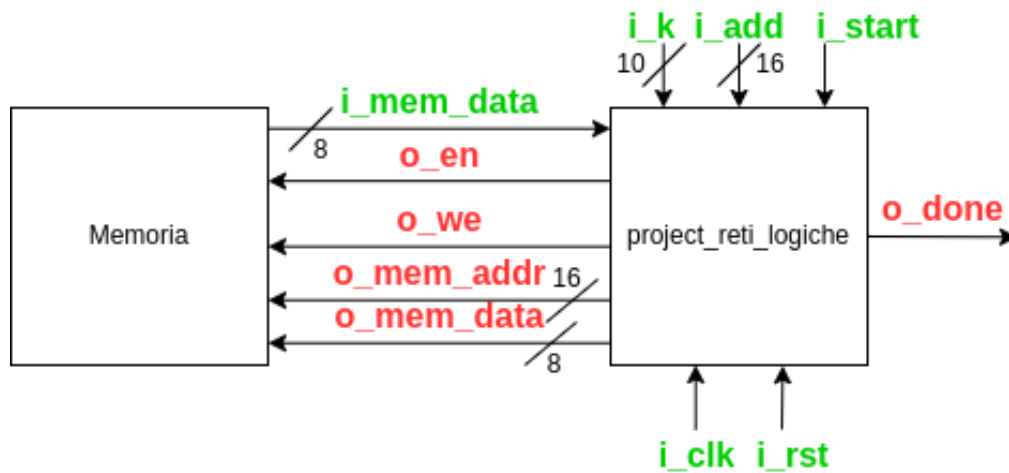 i_k i_add i_start
10 16
i_mem_data
8
o_en
o_we
Memoria
project_reti_logiche
o_done
o_mem_addr 16
o_mem_data
8
i_clk i_rst